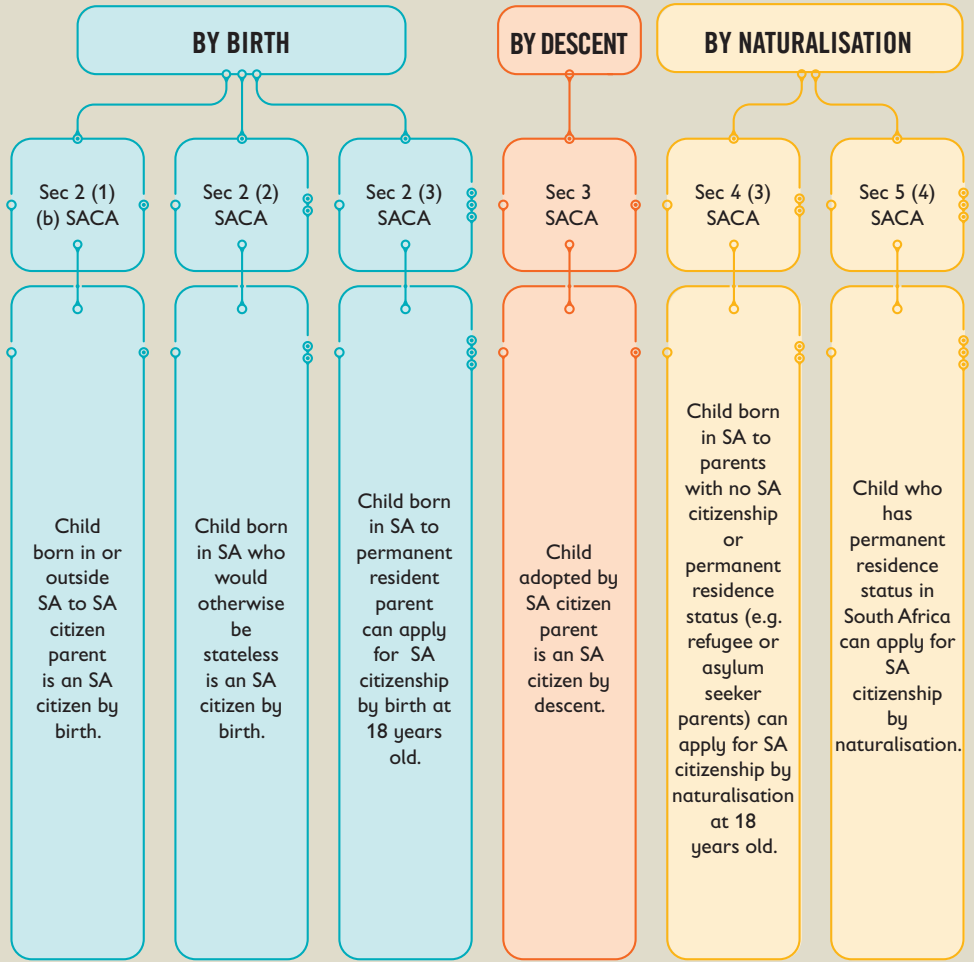 BY BIRTH
BY DESCENT
BY NATURALISATION
Sec 2 (1)
(b) SACA
Sec 2 (2)
SACA
Sec 2 (3)
SACA
Sec 3
SACA
Sec 4 (3)
SACA
Sec 5 (4)
SACA
Child
born in or
outside
SA to SA
citizen
parent
is an SA
citizen by
birth.
Child born
in SA who
would
otherwise
be
stateless
is an SA
citizen by
birth.
Child born
in SA to
permanent
resident
parent
can apply
for SA
citizenship
by birth at
18 years
old.
Child
adopted by
SA citizen
parent
is an SA
citizen by
descent.
Child born
in SA to
parents
with no SA
citizenship
or
permanent
residence
status (e.g.
refugee or
asylum
seeker
parents) can
apply for SA
citizenship by
naturalisation
at 18
years old.
Child who
has
permanent
residence
status in
South Africa
can apply for
SA
citizenship
by
naturalisation.